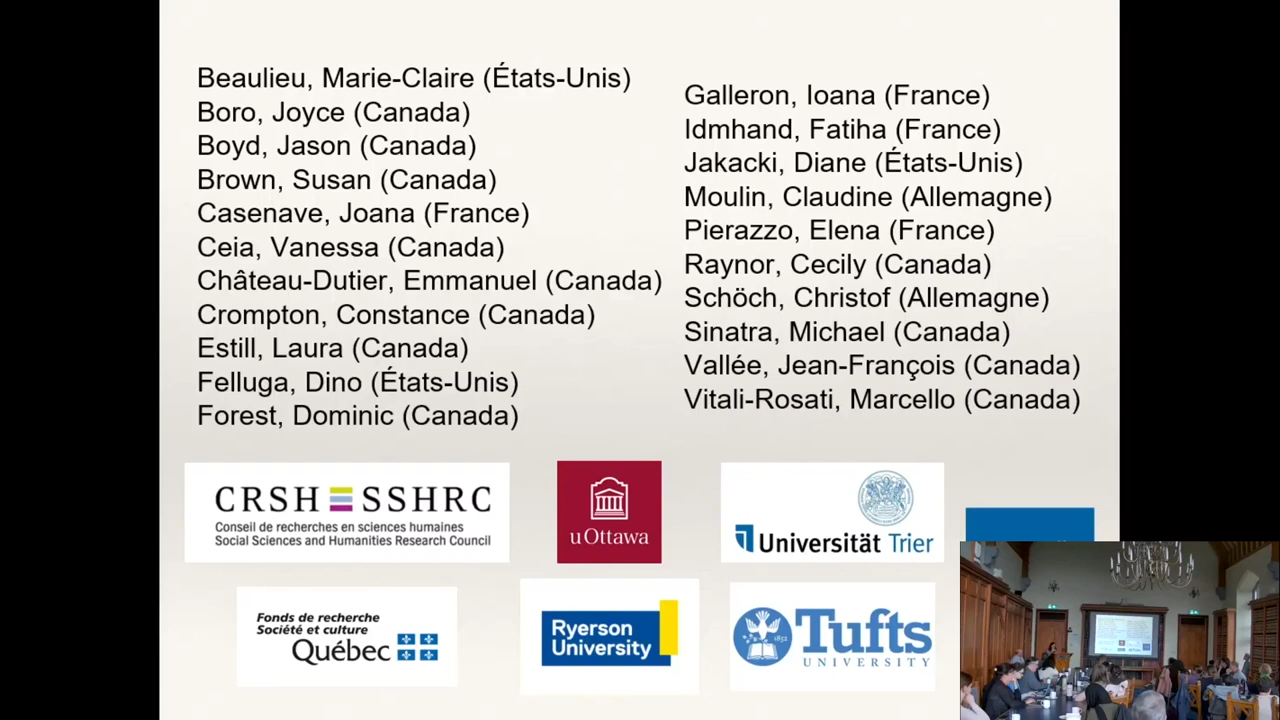 Beaulieu, Marie-Claire (États-Unis)
Boro, Joyce (Canada)
Boyd, Jason (Canada)
Brown, Susan (Canada)
Casenave, Joana (France)
Ceia, Vanessa (Canada)
Château-Dutier, Emmanuel (Canada)
Crompton, Constance (Canada)
Estill, Laura (Canada)
Felluga, Dino (États-Unis)
Forest, Dominic (Canada)
Galleron, Ioana (France)
Idmhand, Fatiha (France)
Jakacki, Diane (États-Unis)
Moulin, Claudine (Allemagne)
Pierazzo, Elena (France)
Raynor, Cecily (Canada)
Schöch, Christof (Allemagne)
Sinatra, Michael (Canada)
Vallée, Jean-François (Canada)
Vitali-Rosati, Marcello (Canada)
CRSH SSHRC
Conseil de recherches en sciences humaines
Social Sciences and Humanities Research Council
uOttawa
Universität Trier
Fonds de recherche
Société et culture
Québec
Ryerson
University
1852
Tufts
UNIVERSITY